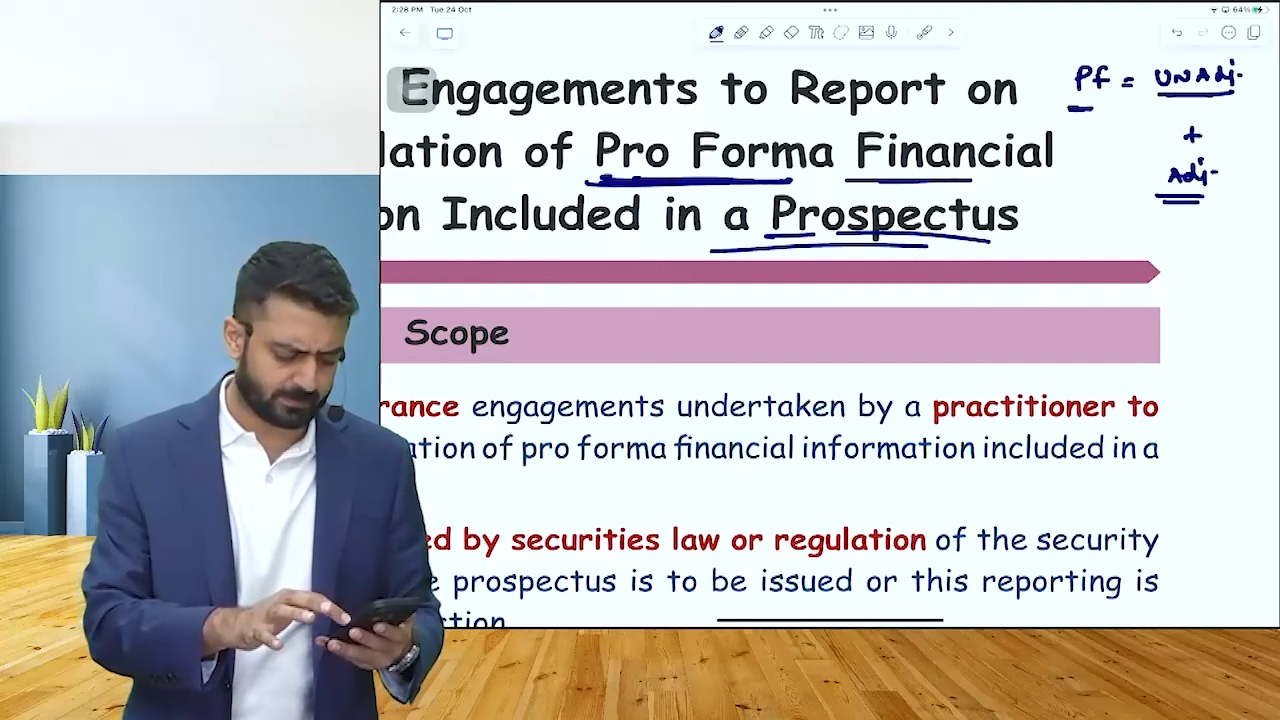 2:28 PM Tue 24 Oct
64%
Engagements to Report on
lation of Pro Forma Financial
on Included in a Prospectus
Pf = UNAdj.
+
Adj.
Scope
rance engagements undertaken by a practitioner to
ation of pro forma financial information included in a
ed by securities law or regulation of the security
e prospectus is to be issued or this reporting is
ction